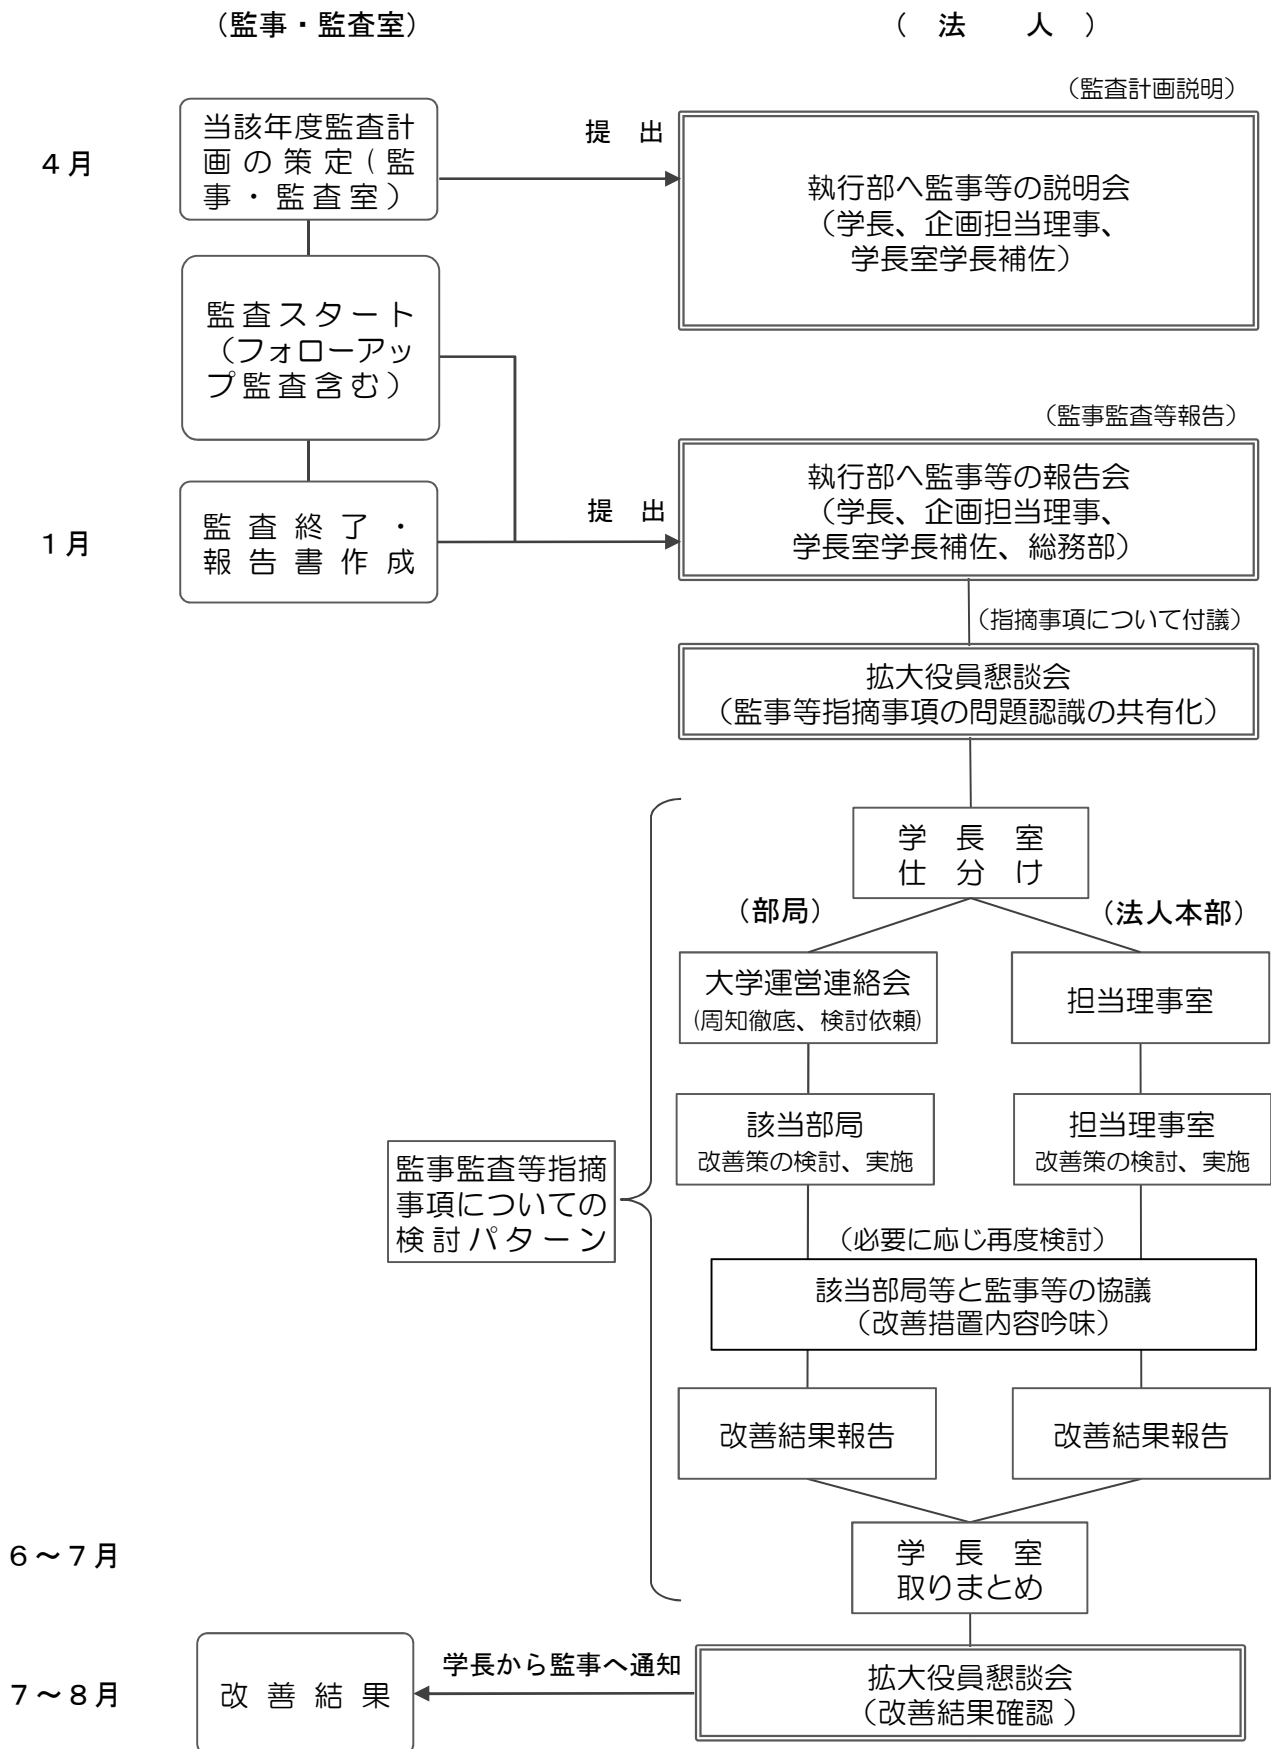 （監事・監査室）
（　法　　人　）
（監査計画説明）
４月
当該年度監査計
画の策定（監
事・監査室）
提　出
執行部へ監事等の説明会
（学長、企画担当理事、
学長室学長補佐）
監査スタート
（フォローアッ
プ監査含む）
（監事監査等報告）
１月
監査終了・
報告書作成
提　出
執行部へ監事等の報告会
（学長、企画担当理事、
学長室学長補佐、総務部）
（指摘事項について付議）
拡大役員懇談会
（監事等指摘事項の問題認識の共有化）
学　長　室
仕　分　け
（部局）
（法人本部）
大学運営連絡会
（周知徹底、検討依頼）
担当理事室
該当部局
改善策の検討、実施
担当理事室
改善策の検討、実施
監事監査等指摘
事項についての
検討パターン
（必要に応じ再度検討）
該当部局等と監事等の協議
（改善措置内容吟味）
改善結果報告
改善結果報告
６～７月
学　長　室
取りまとめ
７～８月
改善結果
学長から監事へ通知
拡大役員懇談会
（改善結果確認 ）